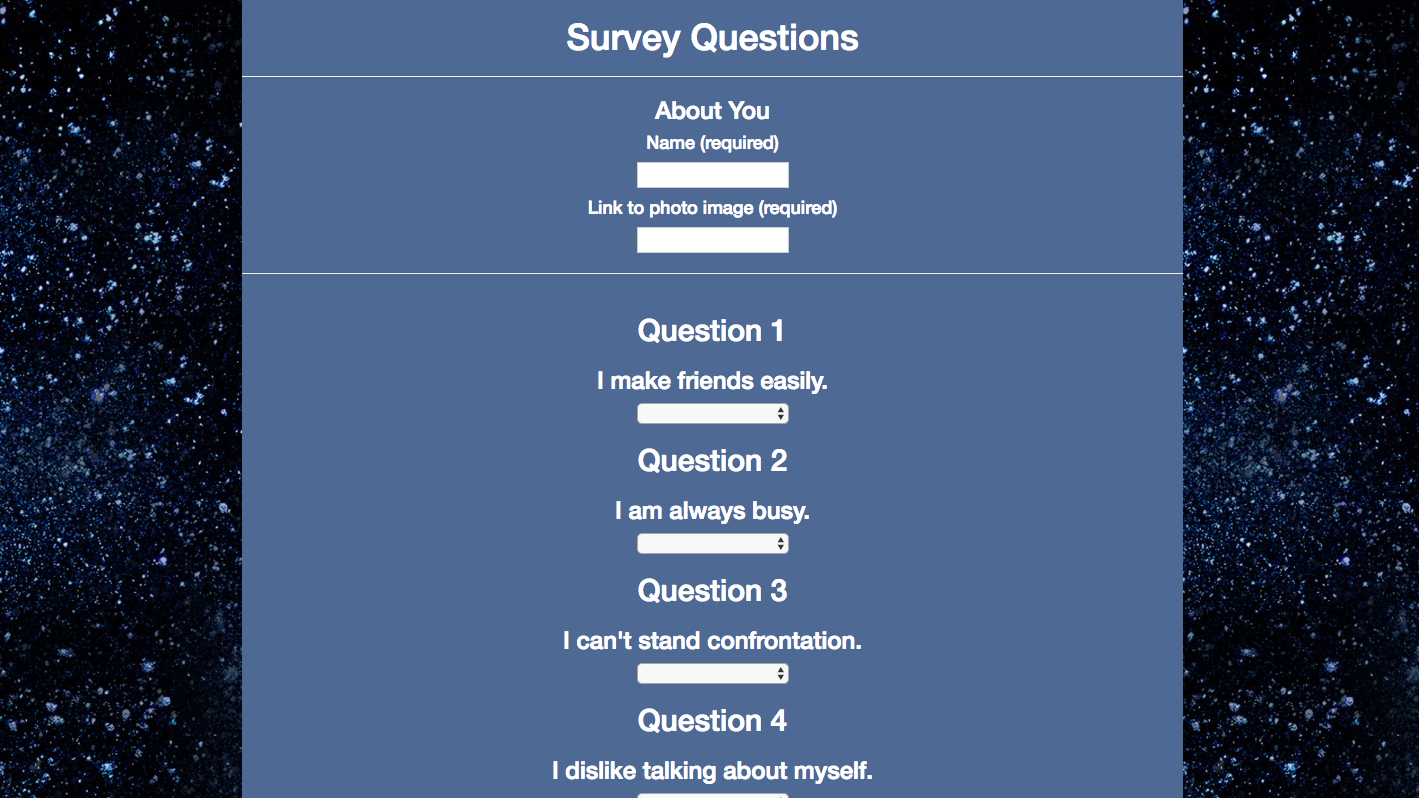 Survey Questions
About You
Name (required)
Link to photo image (required)
Question 1
I make friends easily.
Question 2
I am always busy.
Question 3
I can't stand confrontation.
Question 4
I dislike talking about myself.